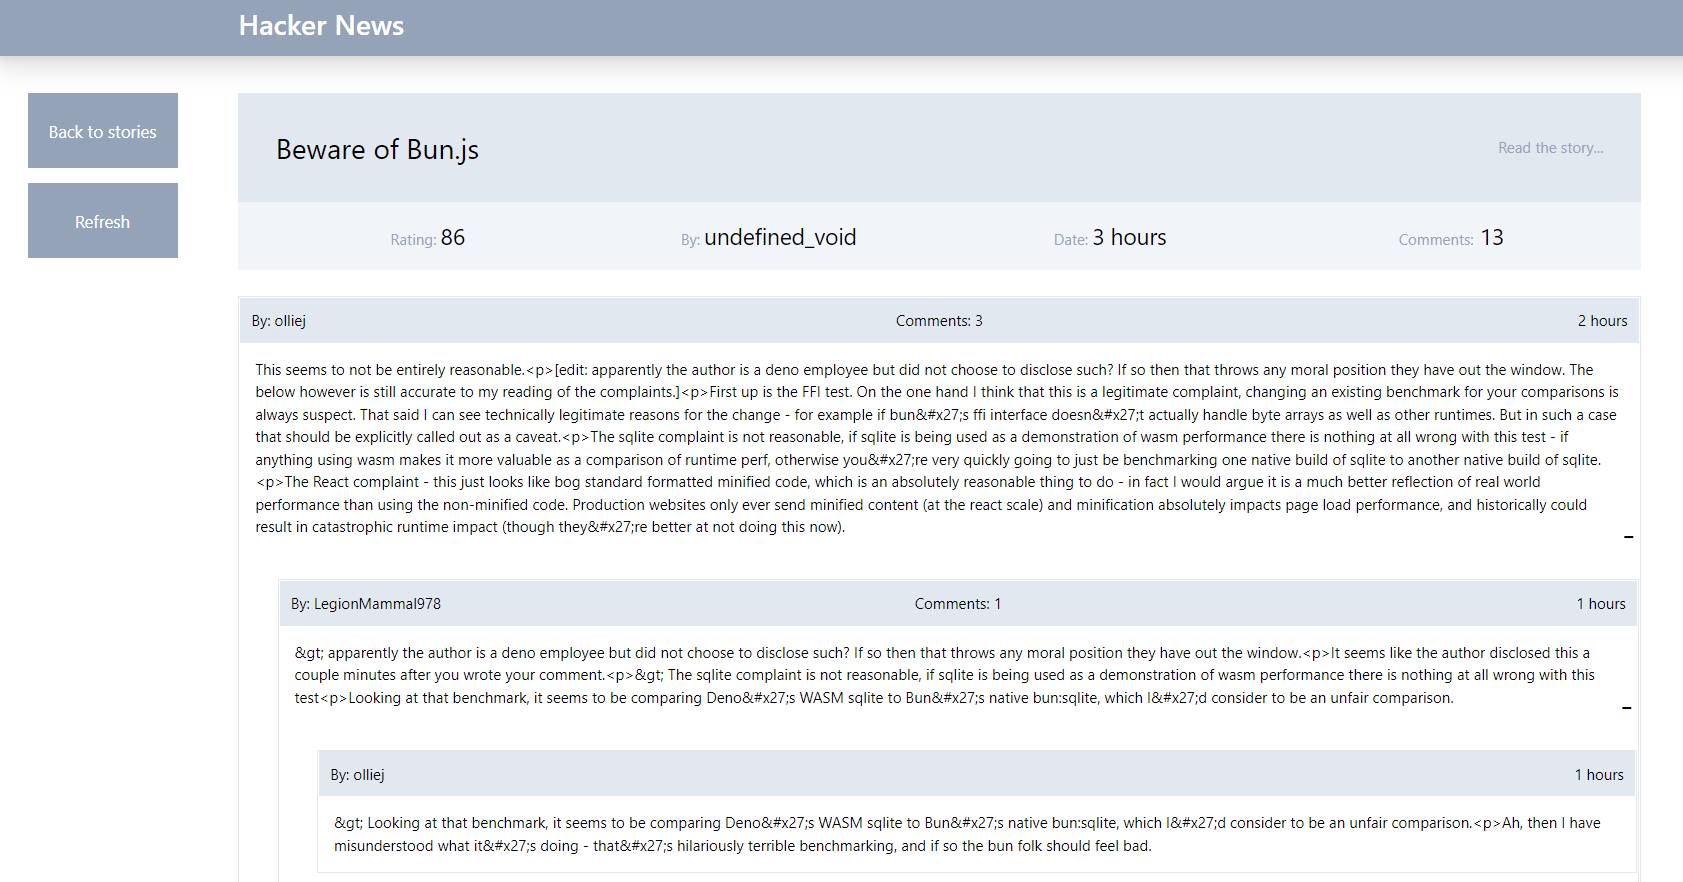 Hacker News
Back to stories
Refresh
Beware of Bun.js
Read the story...
Rating: 86
By: undefined_void
Date: 3 hours
Comments: 13
By: olliej
Comments: 3
2 hours
This seems to not be entirely reasonable.<p>[edit: apparently the author is a deno employee but did not choose to disclose such? If so then that throws any moral position they have out the window. The
below however is still accurate to my reading of the complaints.]<p>First up is the FFI test. On the one hand I think that this is a legitimate complaint, changing an existing benchmark for your comparisons is
always suspect. That said I can see technically legitimate reasons for the change - for example if bun&#x27;s ffi interface doesn&#x27;t actually handle byte arrays as well as other runtimes. But in such a case
that should be explicitly called out as a caveat.<p>The sqlite complaint is not reasonable, if sqlite is being used as a demonstration of wasm performance there is nothing at all wrong with this test - if
anything using wasm makes it more valuable as a comparison of runtime perf, otherwise you&#x27;re very quickly going to just be benchmarking one native build of sqlite to another native build of sqlite.
<p>The React complaint - this just looks like bog standard formatted minified code, which is an absolutely reasonable thing to do - in fact I would argue it is a much better reflection of real world
performance than using the non-minified code. Production websites only ever send minified content (at the react scale) and minification absolutely impacts page load performance, and historically could
result in catastrophic runtime impact (though they&#x27;re better at not doing this now).
By: LegionMammal978
Comments: 1
1 hours
&gt; apparently the author is a deno employee but did not choose to disclose such? If so then that throws any moral position they have out the window.<p>It seems like the author disclosed this a
couple minutes after you wrote your comment.<p>&gt; The sqlite complaint is not reasonable, if sqlite is being used as a demonstration of wasm performance there is nothing at all wrong with this
test<p>Looking at that benchmark, it seems to be comparing Deno&#x27;s WASM sqlite to Bun&#x27;s native bun:sqlite, which I&#x27;d consider to be an unfair comparison.
By: olliej
1 hours
&gt; Looking at that benchmark, it seems to be comparing Deno&#x27;s WASM sqlite to Bun&#x27;s native bun:sqlite, which I&#x27;d consider to be an unfair comparison.<p>Ah, then I have
misunderstood what it&#x27;s doing - that&#x27;s hilariously terrible benchmarking, and if so the bun folk should feel bad.